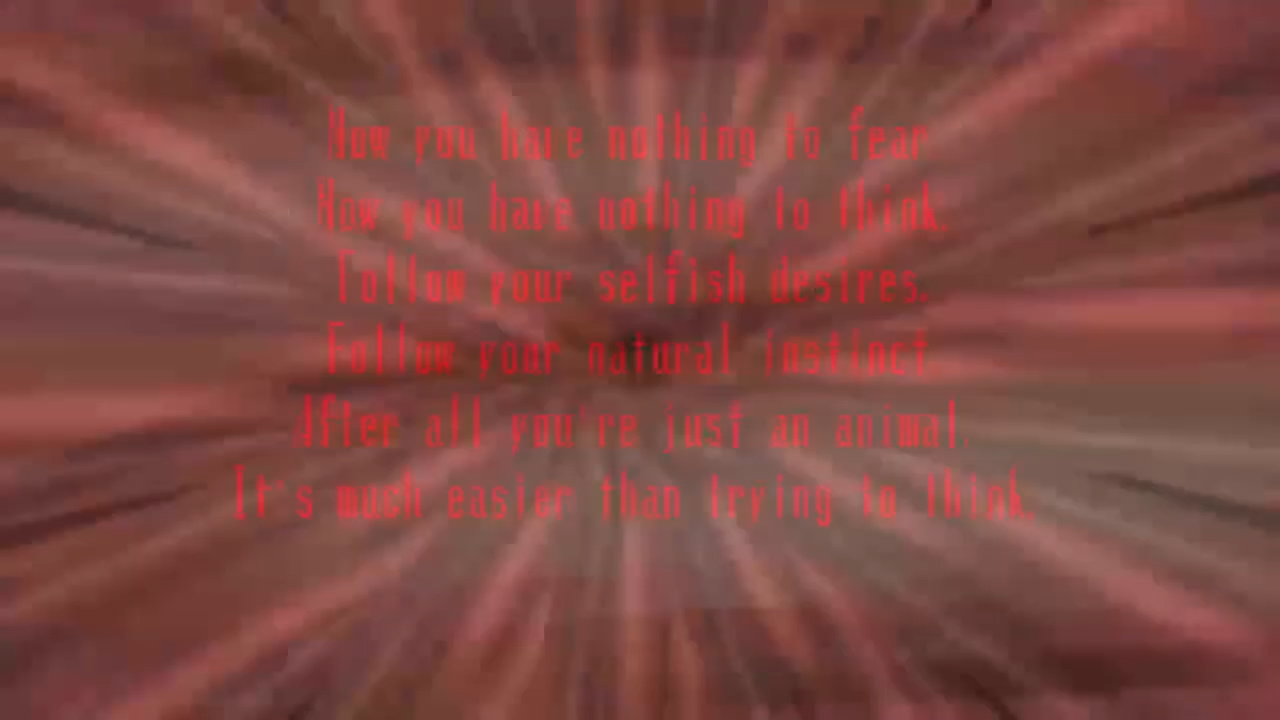 Now you have nothing to fear.
Now you have nothing to think.
Follow your selfish desires.
Follow your natural instinct.
After all you're just an animal.
It's much easier than trying to think.